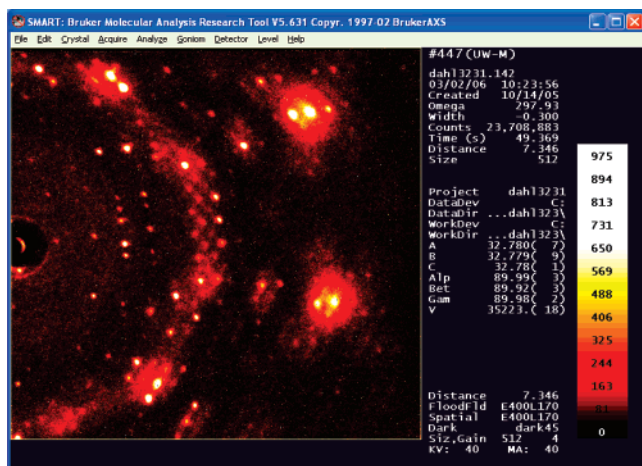 SMART: Bruker Molecular Analysis Research Tool V5.631 Copyr. 1997-02 BrukerAXS
File Edit Crystal Acquire Analyze Goniom Detector Level Help
#447(UW-M)
dahl3231.142
03/02/06 10:23:56
Created 10/14/05
Omega 297.93
Width -0.300
Counts 23,708,883
Time (s) 49.369
Distance 7.346
Size 512
Project dahl3231
DataDev C:
DataDir ...dahl323\
WorkDev C:
WorkDir ...dahl323\
A 32.780( 7)
B 32.779( 9)
C 32.78( 1)
Alp 89.99( 3)
Bet 89.92( 3)
Gam 89.98( 2)
V 35223.( 18)
Distance 7.346
FloodFld E400L170
Spatial E400L170
Dark dark45
Siz,Gain 512 4
KV: 40 MA: 40
975
894
813
731
650
569
488
406
325
244
163
81
0